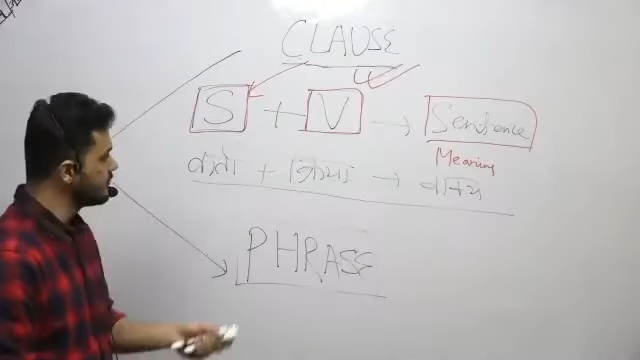 CLAUSE
S + V → Sentence
Meaning
कर्ता + क्रिया → वाक्य
PHRASE